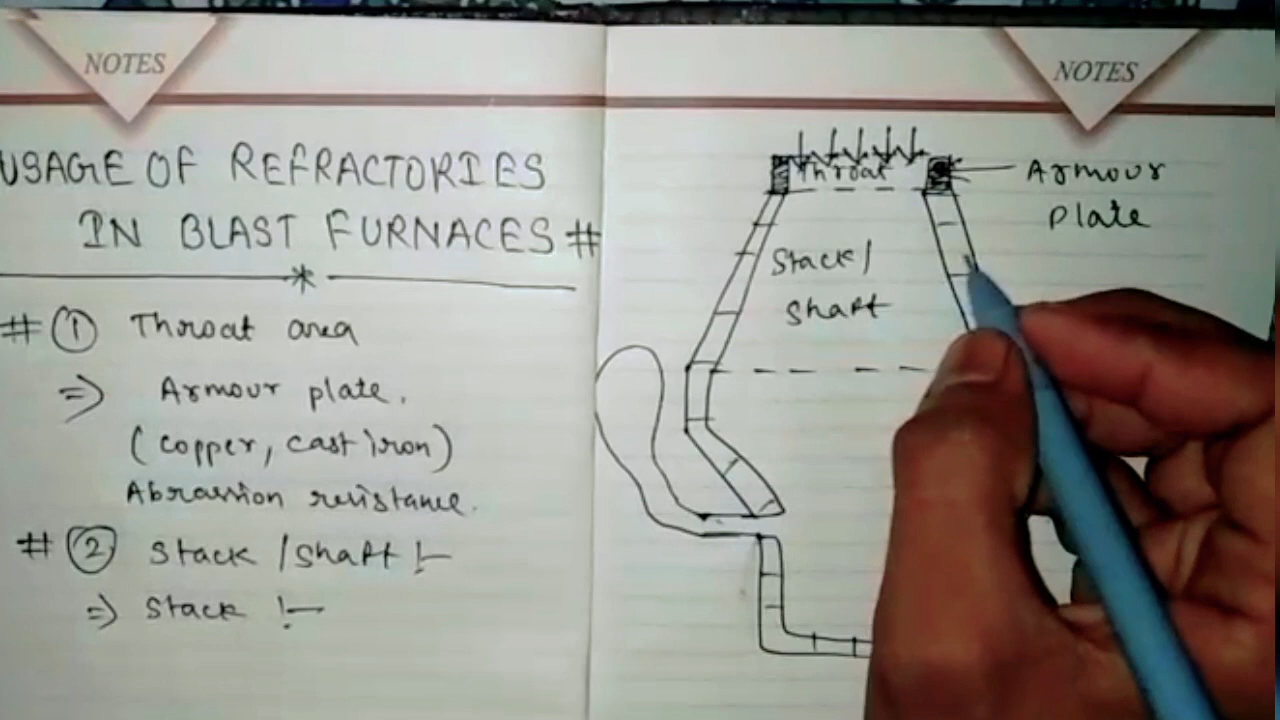 NOTES
USAGE OF REFRACTORIES
IN BLAST FURNACES #
# ① Throat area
⇒ Armour plate.
(Copper, cast iron)
Abrassion resistance.
# ② Stack / Shaft :-
⇒ Stack :-
NOTES
Throat
Armour
plate
Stack /
Shaft